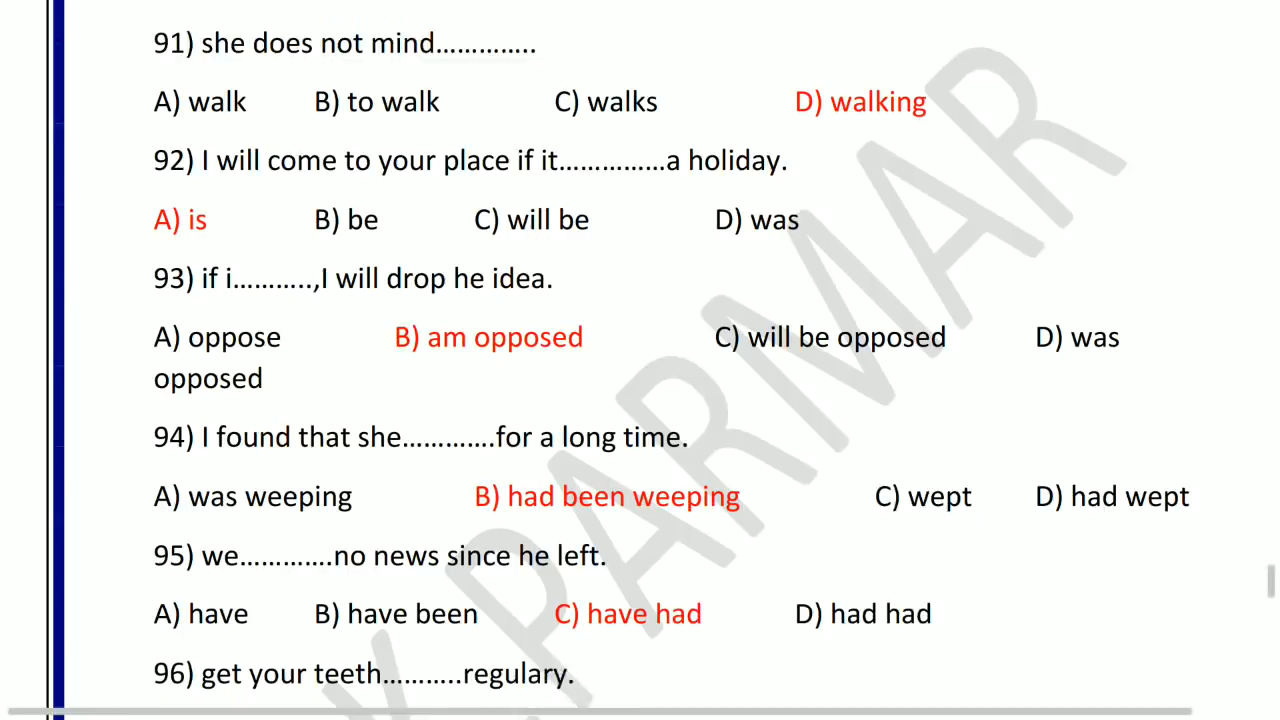 91) she does not mind…………..
A) walk B) to walk C) walks D) walking
92) I will come to your place if it……………a holiday.
A) is B) be C) will be D) was
93) if i………..,I will drop he idea.
A) oppose B) am opposed C) will be opposed D) was
opposed
94) I found that she………….for a long time.
A) was weeping B) had been weeping C) wept D) had wept
95) we………….no news since he left.
A) have B) have been C) have had D) had had
96) get your teeth………..regulary.
K PARMAR